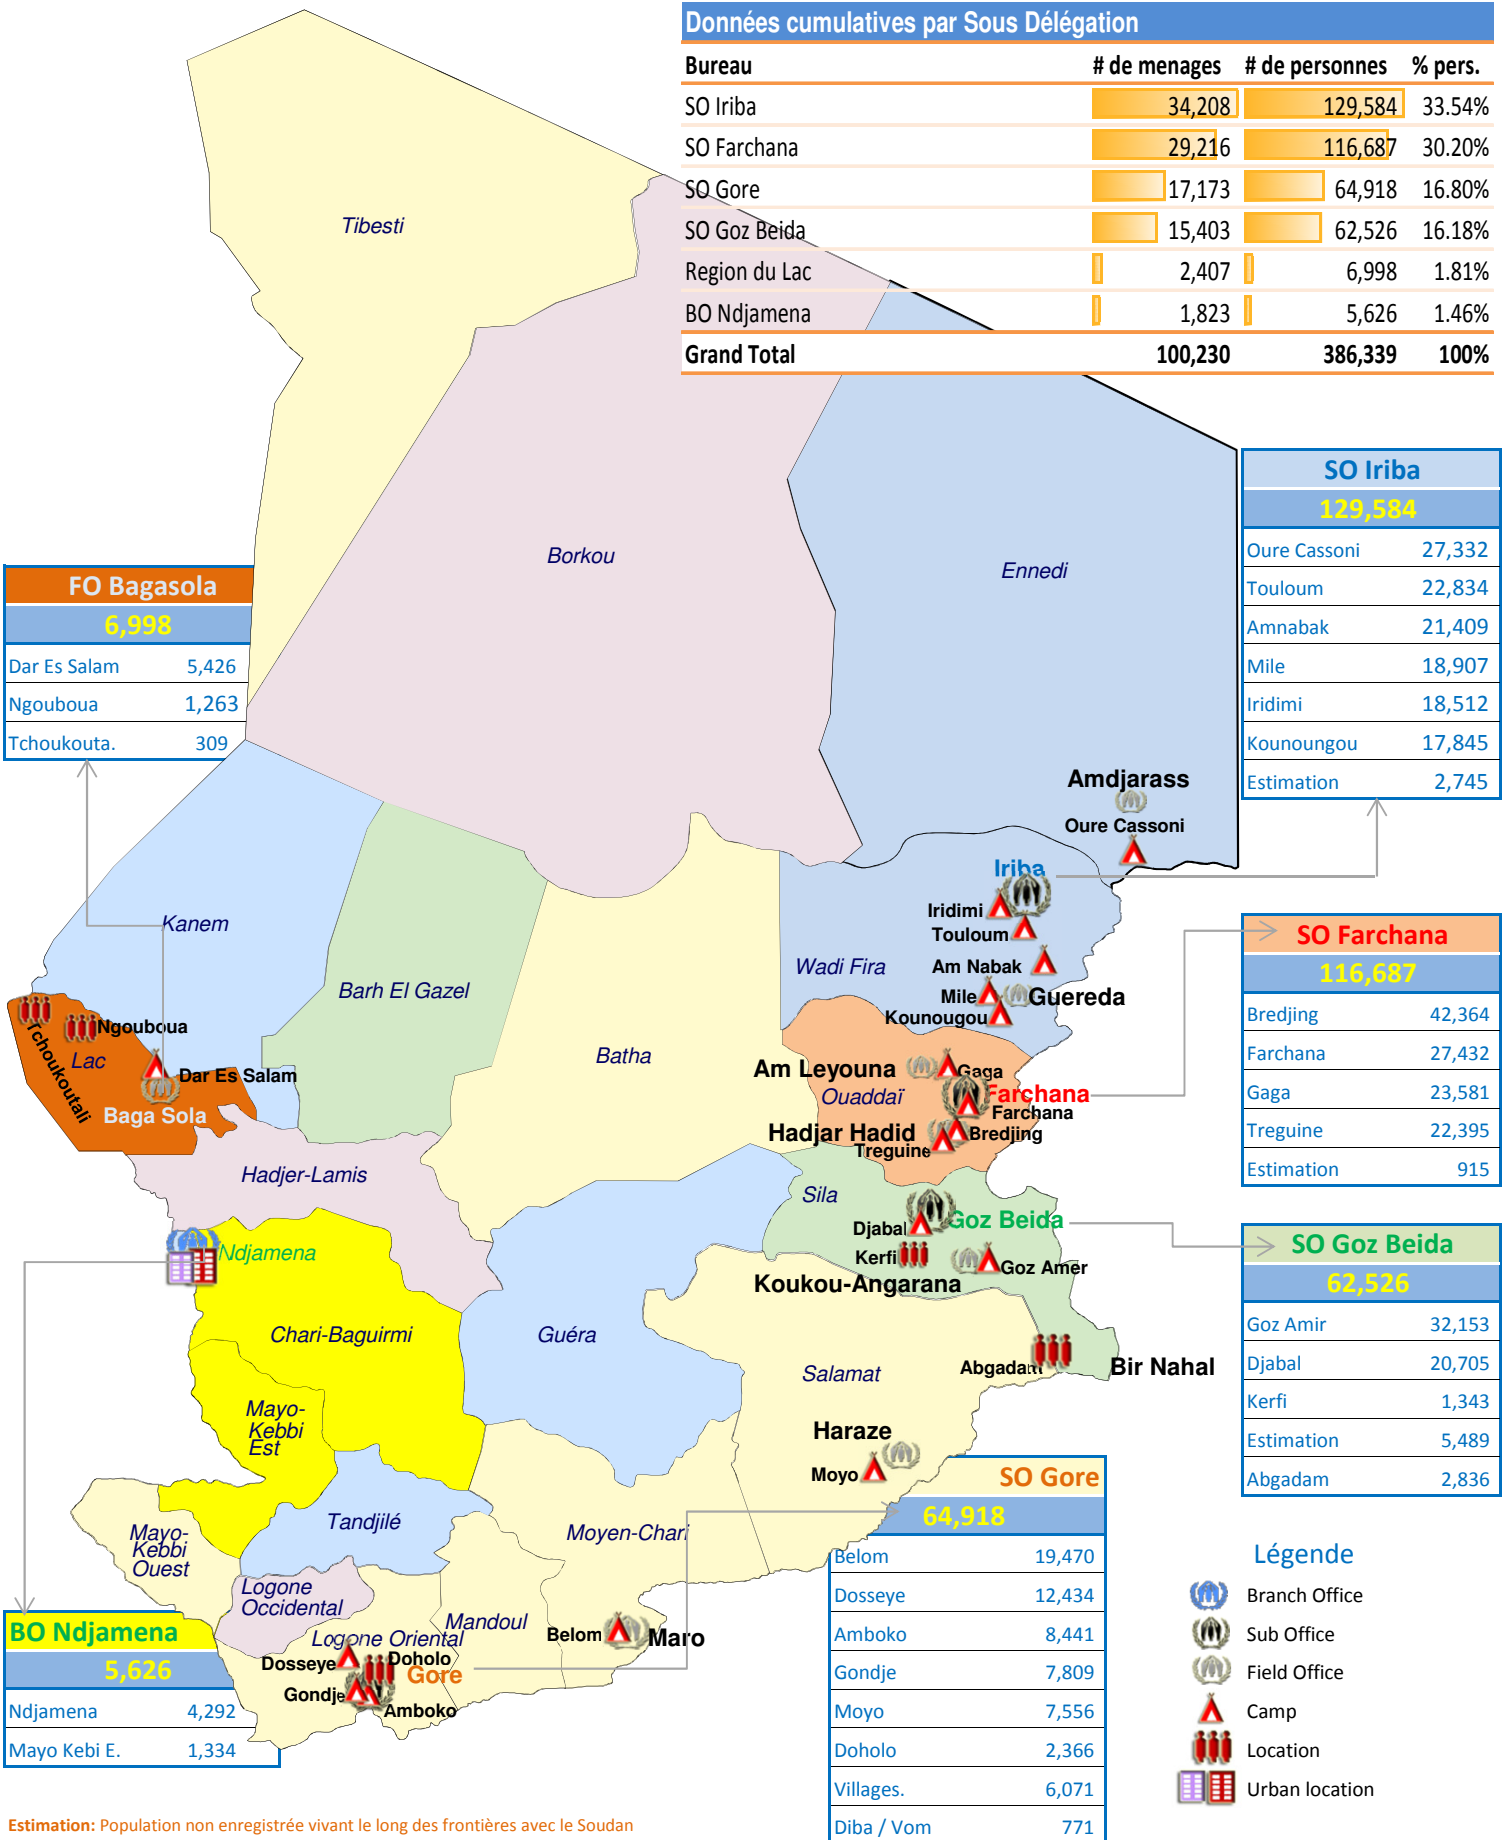 Données cumulatives par Sous Délégation
Bureau # de menages # de personnes % pers.
SO Iriba 34,208 129,584 33.54%
SO Farchana 29,216 116,687 30.20%
SO Gore 17,173 64,918 16.80%
SO Goz Beida 15,403 62,526 16.18%
Region du Lac 2,407 6,998 1.81%
BO Ndjamena 1,823 5,626 1.46%
Grand Total 100,230 386,339 100%
Tibesti
Borkou
Ennedi
SO Iriba
129,584
Oure Cassoni 27,332
Touloum 22,834
Amnabak 21,409
Mile 18,907
Iridimi 18,512
Kounoungou 17,845
Estimation 2,745
FO Bagasola
6,998
Dar Es Salam 5,426
Ngouboua 1,263
Tchoukouta. 309
Amdjarass
Oure Cassoni
Iriba
Iridimi
Touloum
Wadi Fira
Am Nabak
Mile
Guereda
Kounougou
Kanem
Barh El Gazel
Batha
Tchoukoutali
Ngouboua
Lac
Dar Es Salam
Baga Sola
SO Farchana
116,687
Bredjing 42,364
Farchana 27,432
Gaga 23,581
Treguine 22,395
Estimation 915
Am Leyouna
Gaga
Ouaddaï
Farchana
Farchana
Hadjar Hadid
Bredjing
Treguine
Hadjer-Lamis
Sila
Djabal
Goz Beida
Kerfi
Goz Amer
Koukou-Angarana
SO Goz Beida
62,526
Goz Amir 32,153
Djabal 20,705
Kerfi 1,343
Estimation 5,489
Abgadam 2,836
Ndjamena
Chari-Baguirmi
Guéra
Salamat
Abgadam
Bir Nahal
Mayo-
Kebbi
Est
Haraze
Moyo
Tandjilé
Moyen-Chari
Mayo-
Kebbi
Ouest
Logone
Occidental
Mandoul
Logone Oriental
Belom
Maro
Dosseye
Doholo
Gore
Gondje
Amboko
SO Gore
64,918
Belom 19,470
Dosseye 12,434
Amboko 8,441
Gondje 7,809
Moyo 7,556
Doholo 2,366
Villages. 6,071
Diba / Vom 771
BO Ndjamena
5,626
Ndjamena 4,292
Mayo Kebi E. 1,334
Légende
Branch Office
Sub Office
Field Office
Camp
Location
Urban location
Estimation: Population non enregistrée vivant le long des frontières avec le Soudan